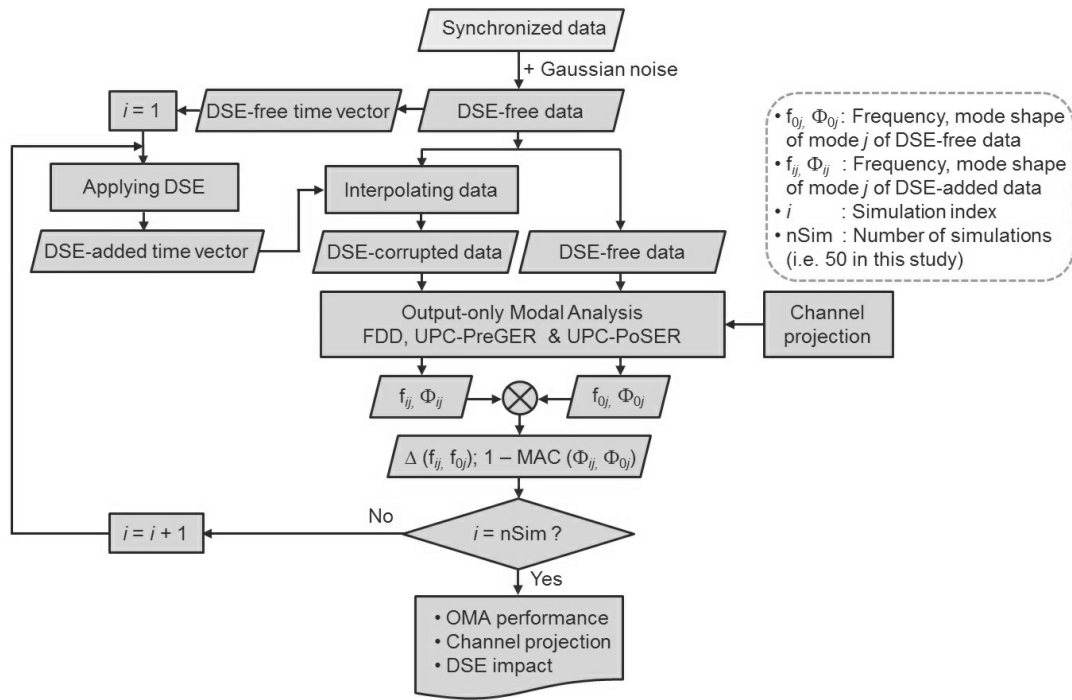 Synchronized data
+ Gaussian noise
i = 1
DSE-free time vector
DSE-free data
Applying DSE
Interpolating data
DSE-added time vector
DSE-corrupted data
DSE-free data
Output-only Modal Analysis
FDD, UPC-PreGER & UPC-PoSER
Channel
projection
fij, Φij
f0j, Φ0j
Δ (fij, f0j); 1 – MAC (Φij, Φ0j)
No
i = i + 1
i = nSim ?
Yes
• OMA performance
• Channel projection
• DSE impact
• f0j, Φ0j : Frequency, mode shape
of mode j of DSE-free data
• fij, Φij : Frequency, mode shape
of mode j of DSE-added data
• i : Simulation index
• nSim : Number of simulations
(i.e. 50 in this study)